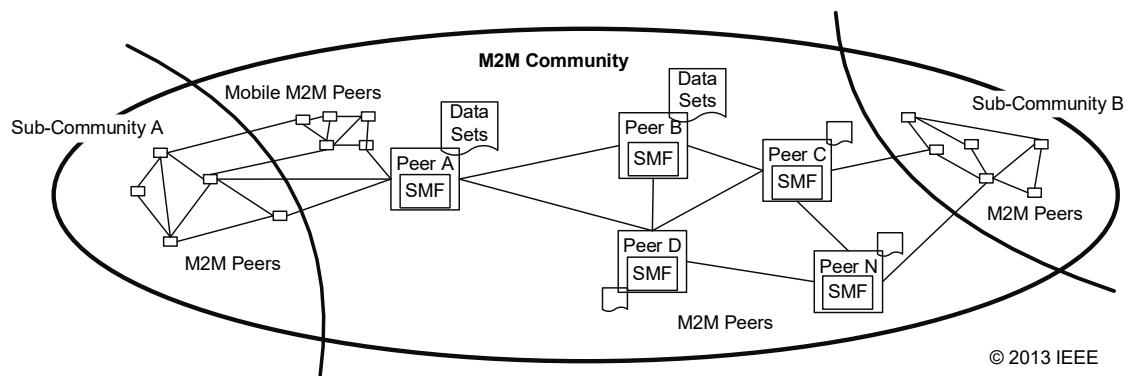 M2M Community
Mobile M2M Peers
Sub-Community A
Data
Sets
Data
Sets
Sub-Community B
Peer A
SMF
Peer B
SMF
Peer C
SMF
M2M Peers
M2M Peers
Peer D
SMF
Peer N
SMF
M2M Peers
© 2013 IEEE